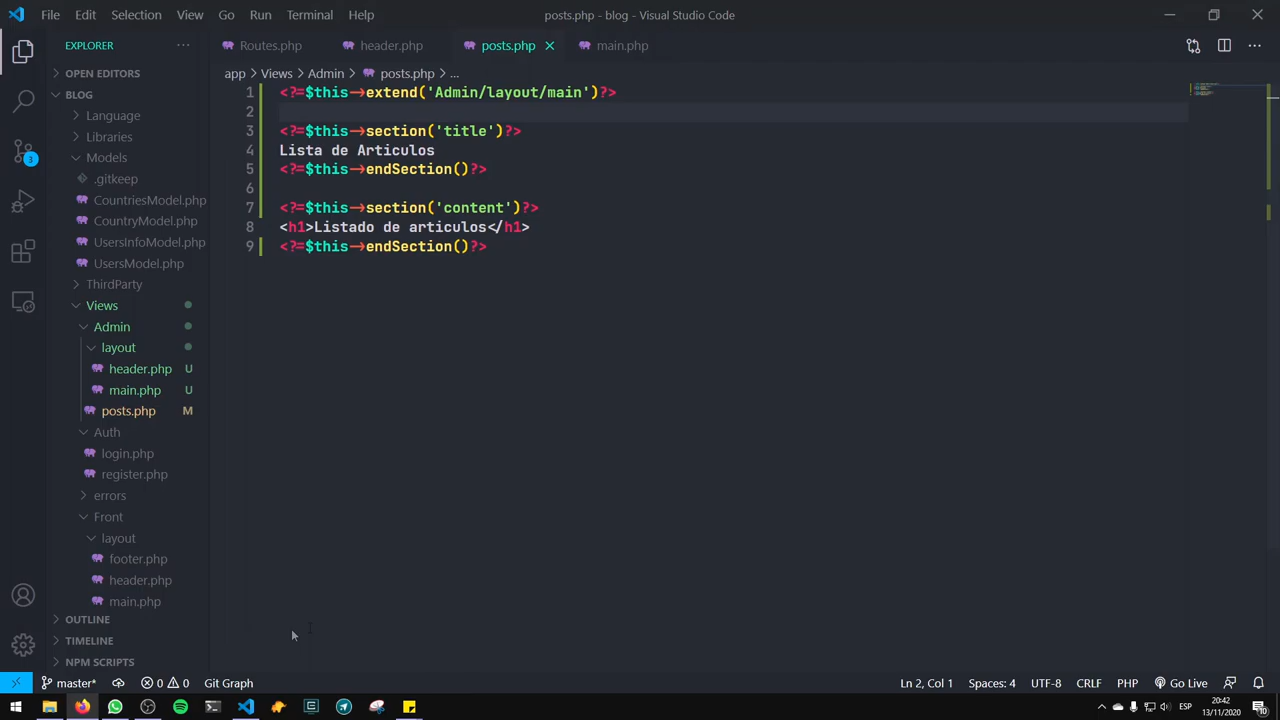 File Edit Selection View Go Run Terminal Help
posts.php - blog - Visual Studio Code
EXPLORER
Routes.php
header.php
posts.php
main.php
OPEN EDITORS
app > Views > Admin > posts.php > ...
BLOG
Language
Libraries
Models
.gitkeep
CountriesModel.php
CountryModel.php
UsersInfoModel.php
UsersModel.php
ThirdParty
Views
Admin
layout
header.php U
main.php U
posts.php M
Auth
login.php
register.php
errors
Front
layout
footer.php
header.php
main.php
OUTLINE
TIMELINE
NPM SCRIPTS
3
1 <?=$this->extend('Admin/layout/main')?>
2
3 <?=$this->section('title')?>
4 Lista de Articulos
5 <?=$this->endSection()?>
6
7 <?=$this->section('content')?>
8 <h1>Listado de articulos</h1>
9 <?=$this->endSection()?>
master* 0 0 Git Graph
Ln 2, Col 1 Spaces: 4 UTF-8 CRLF PHP Go Live
ESP
20:42
13/11/2020
10